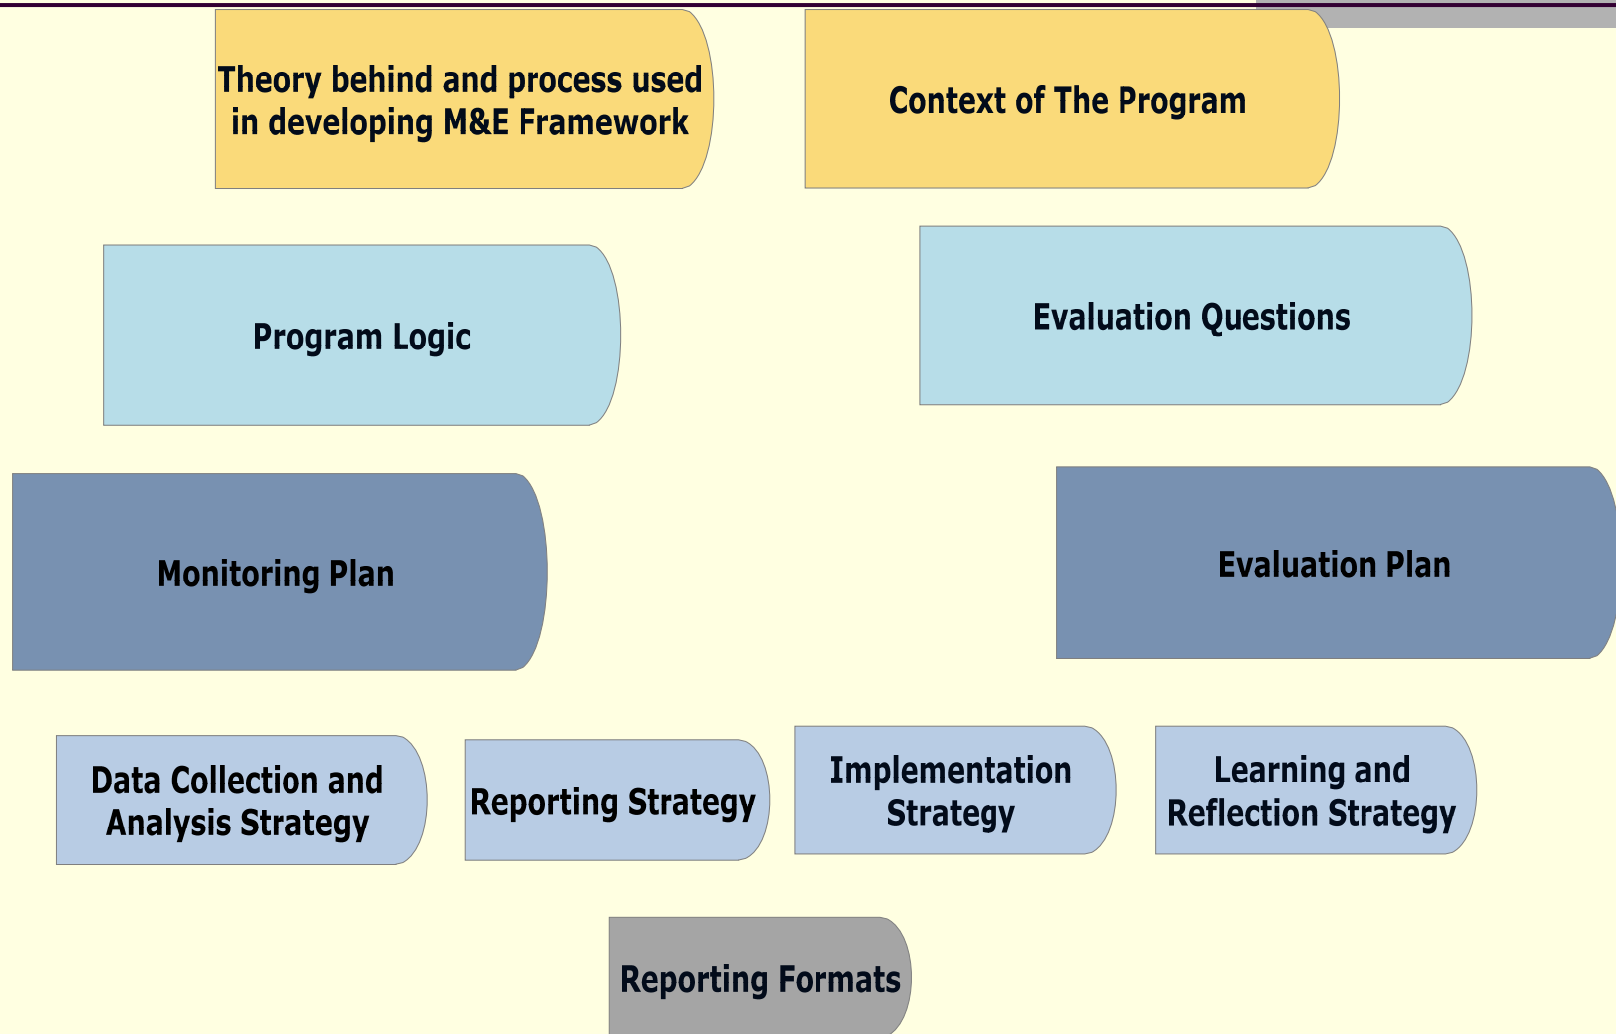 Theory behind and process used
in developing M&E Framework
Context of The Program
Program Logic
Evaluation Questions
Monitoring Plan
Evaluation Plan
Data Collection and
Analysis Strategy
Reporting Strategy
Implementation
Strategy
Learning and
Reflection Strategy
Reporting Formats